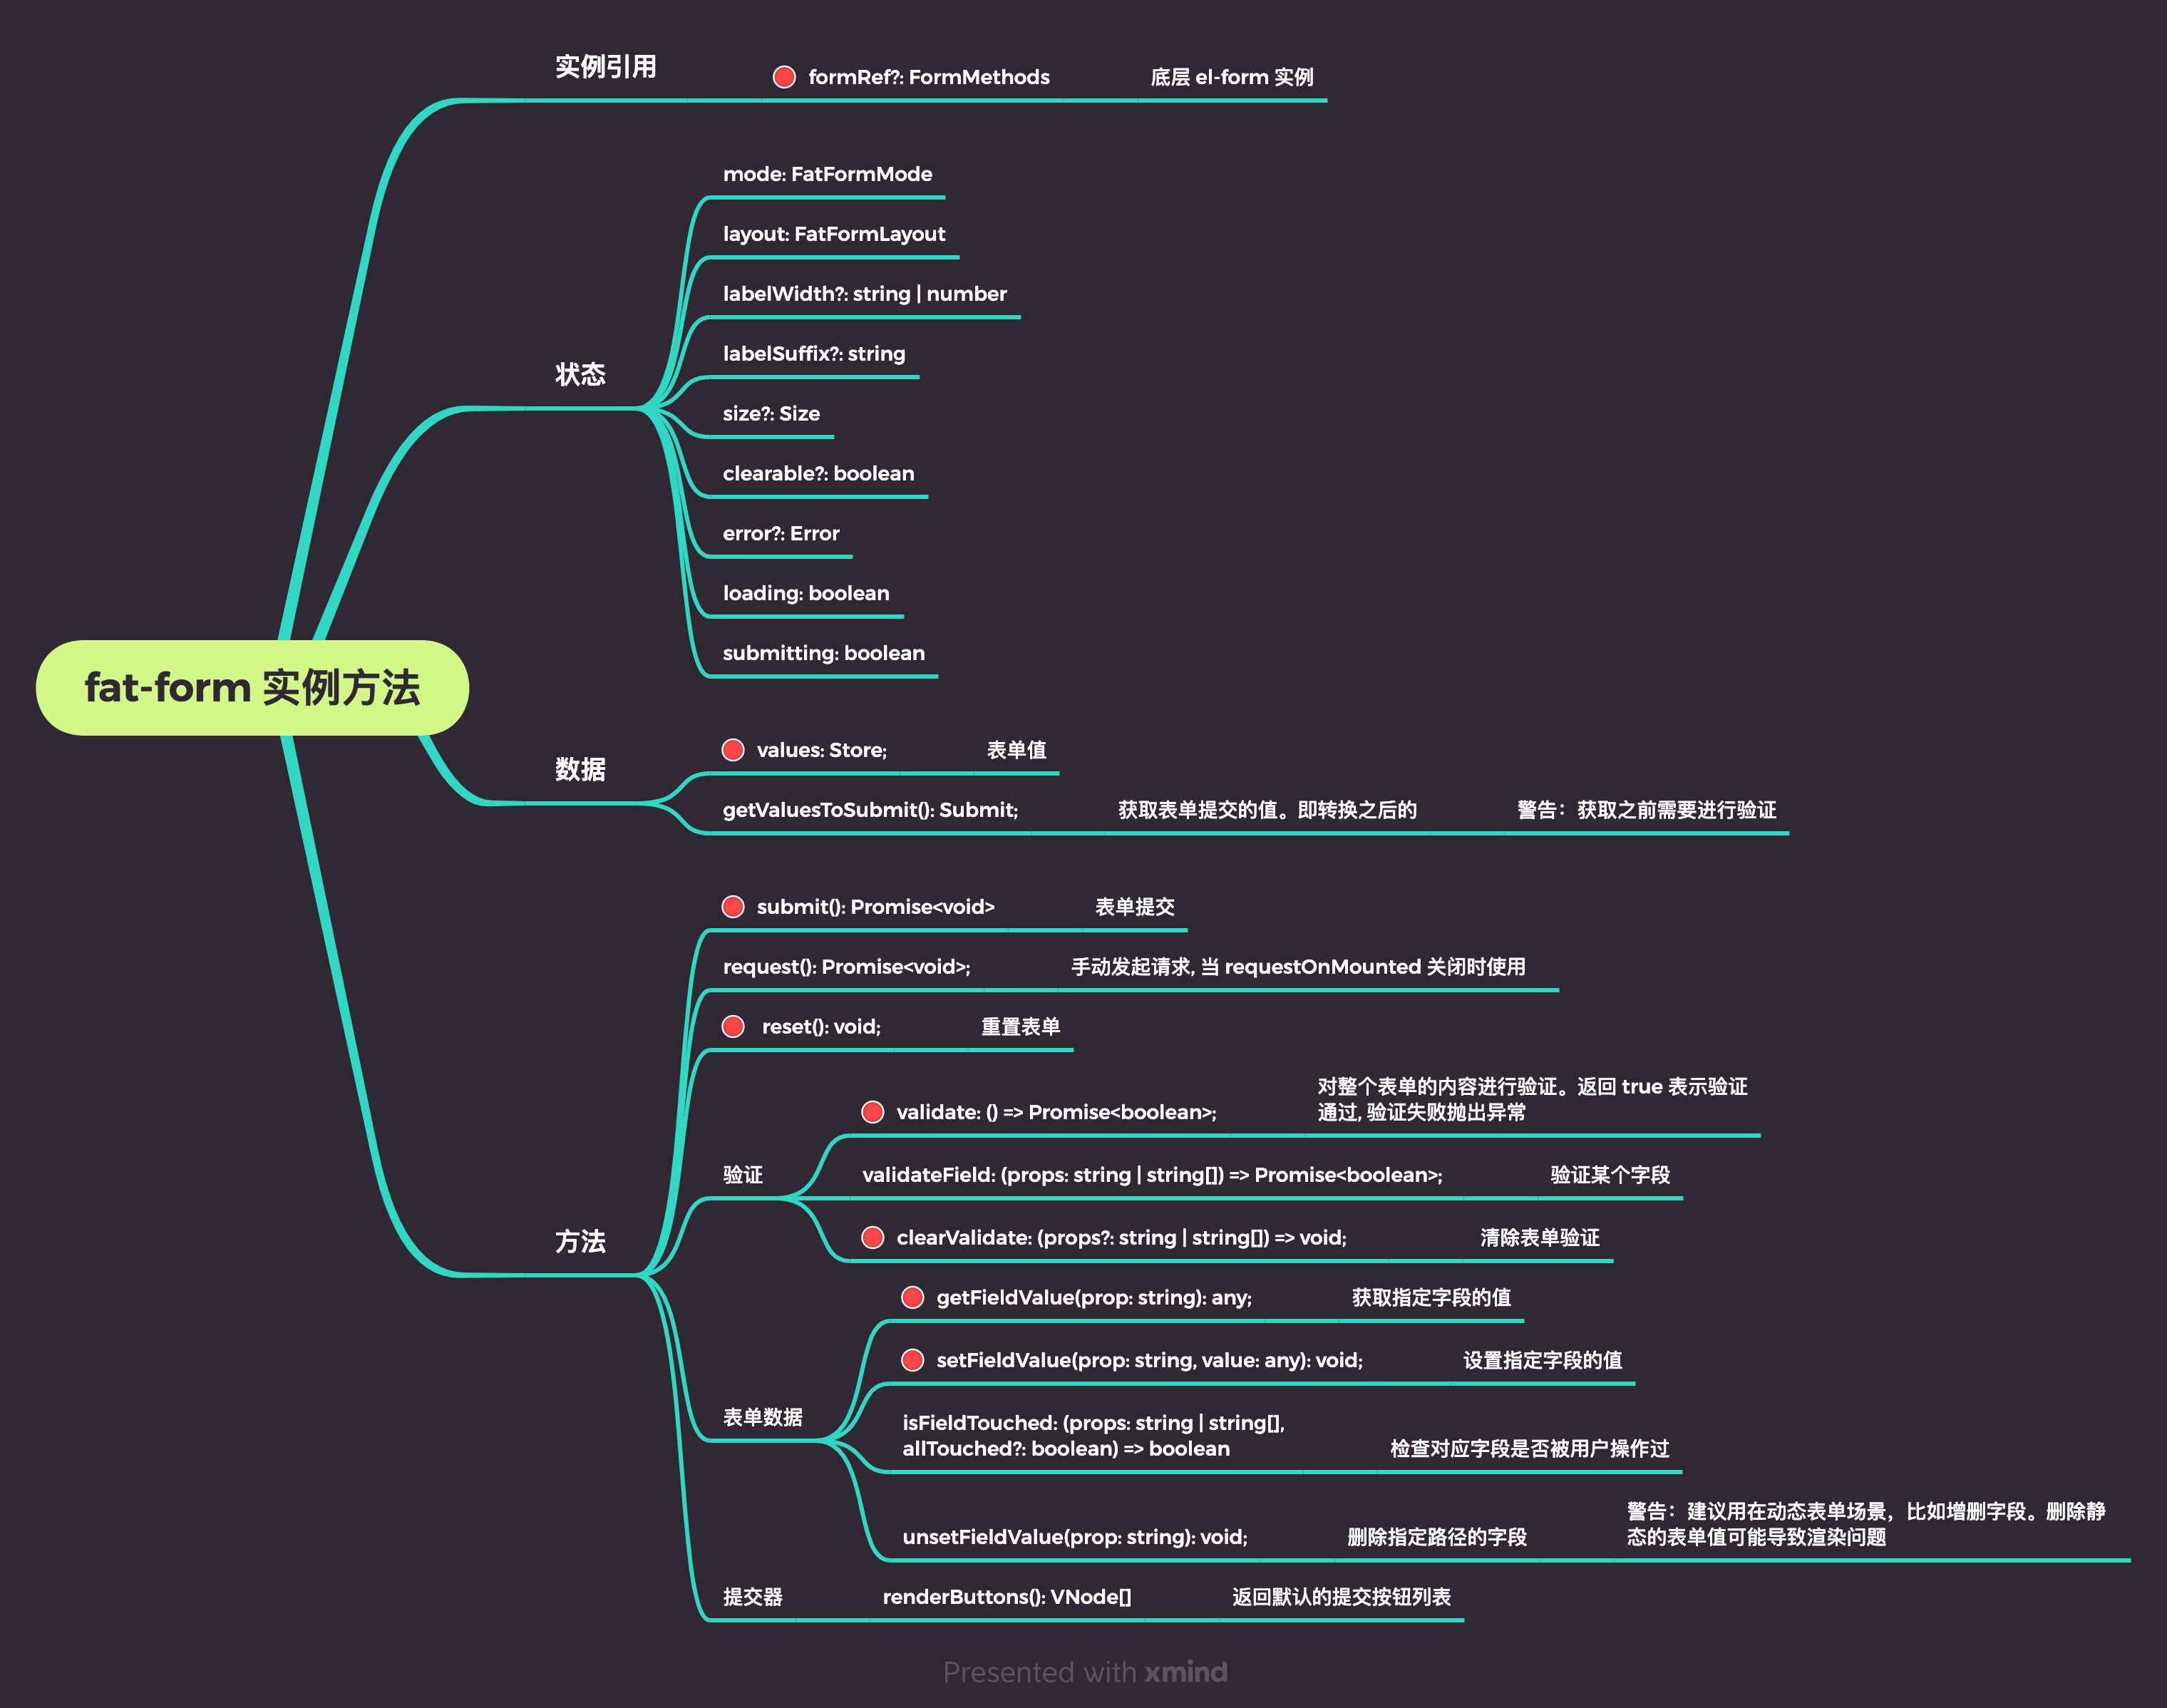 fat-form 实例方法
实例引用
formRef?: FormMethods
底层 el-form 实例
状态
mode: FatFormMode
layout: FatFormLayout
labelWidth?: string | number
labelSuffix?: string
size?: Size
clearable?: boolean
error?: Error
loading: boolean
submitting: boolean
数据
values: Store;
表单值
getValuesToSubmit(): Submit;
获取表单提交的值。即转换之后的
警告：获取之前需要进行验证
方法
submit(): Promise<void>
表单提交
request(): Promise<void>;
手动发起请求, 当 requestOnMounted 关闭时使用
reset(): void;
重置表单
验证
validate: () => Promise<boolean>;
对整个表单的内容进行验证。返回 true 表示验证
通过, 验证失败抛出异常
validateField: (props: string | string[]) => Promise<boolean>;
验证某个字段
clearValidate: (props?: string | string[]) => void;
清除表单验证
表单数据
getFieldValue(prop: string): any;
获取指定字段的值
setFieldValue(prop: string, value: any): void;
设置指定字段的值
isFieldTouched: (props: string | string[],
allTouched?: boolean) => boolean
检查对应字段是否被用户操作过
unsetFieldValue(prop: string): void;
删除指定路径的字段
警告：建议用在动态表单场景，比如增删字段。删除静
态的表单值可能导致渲染问题
提交器
renderButtons(): VNode[]
返回默认的提交按钮列表
Presented with xmind